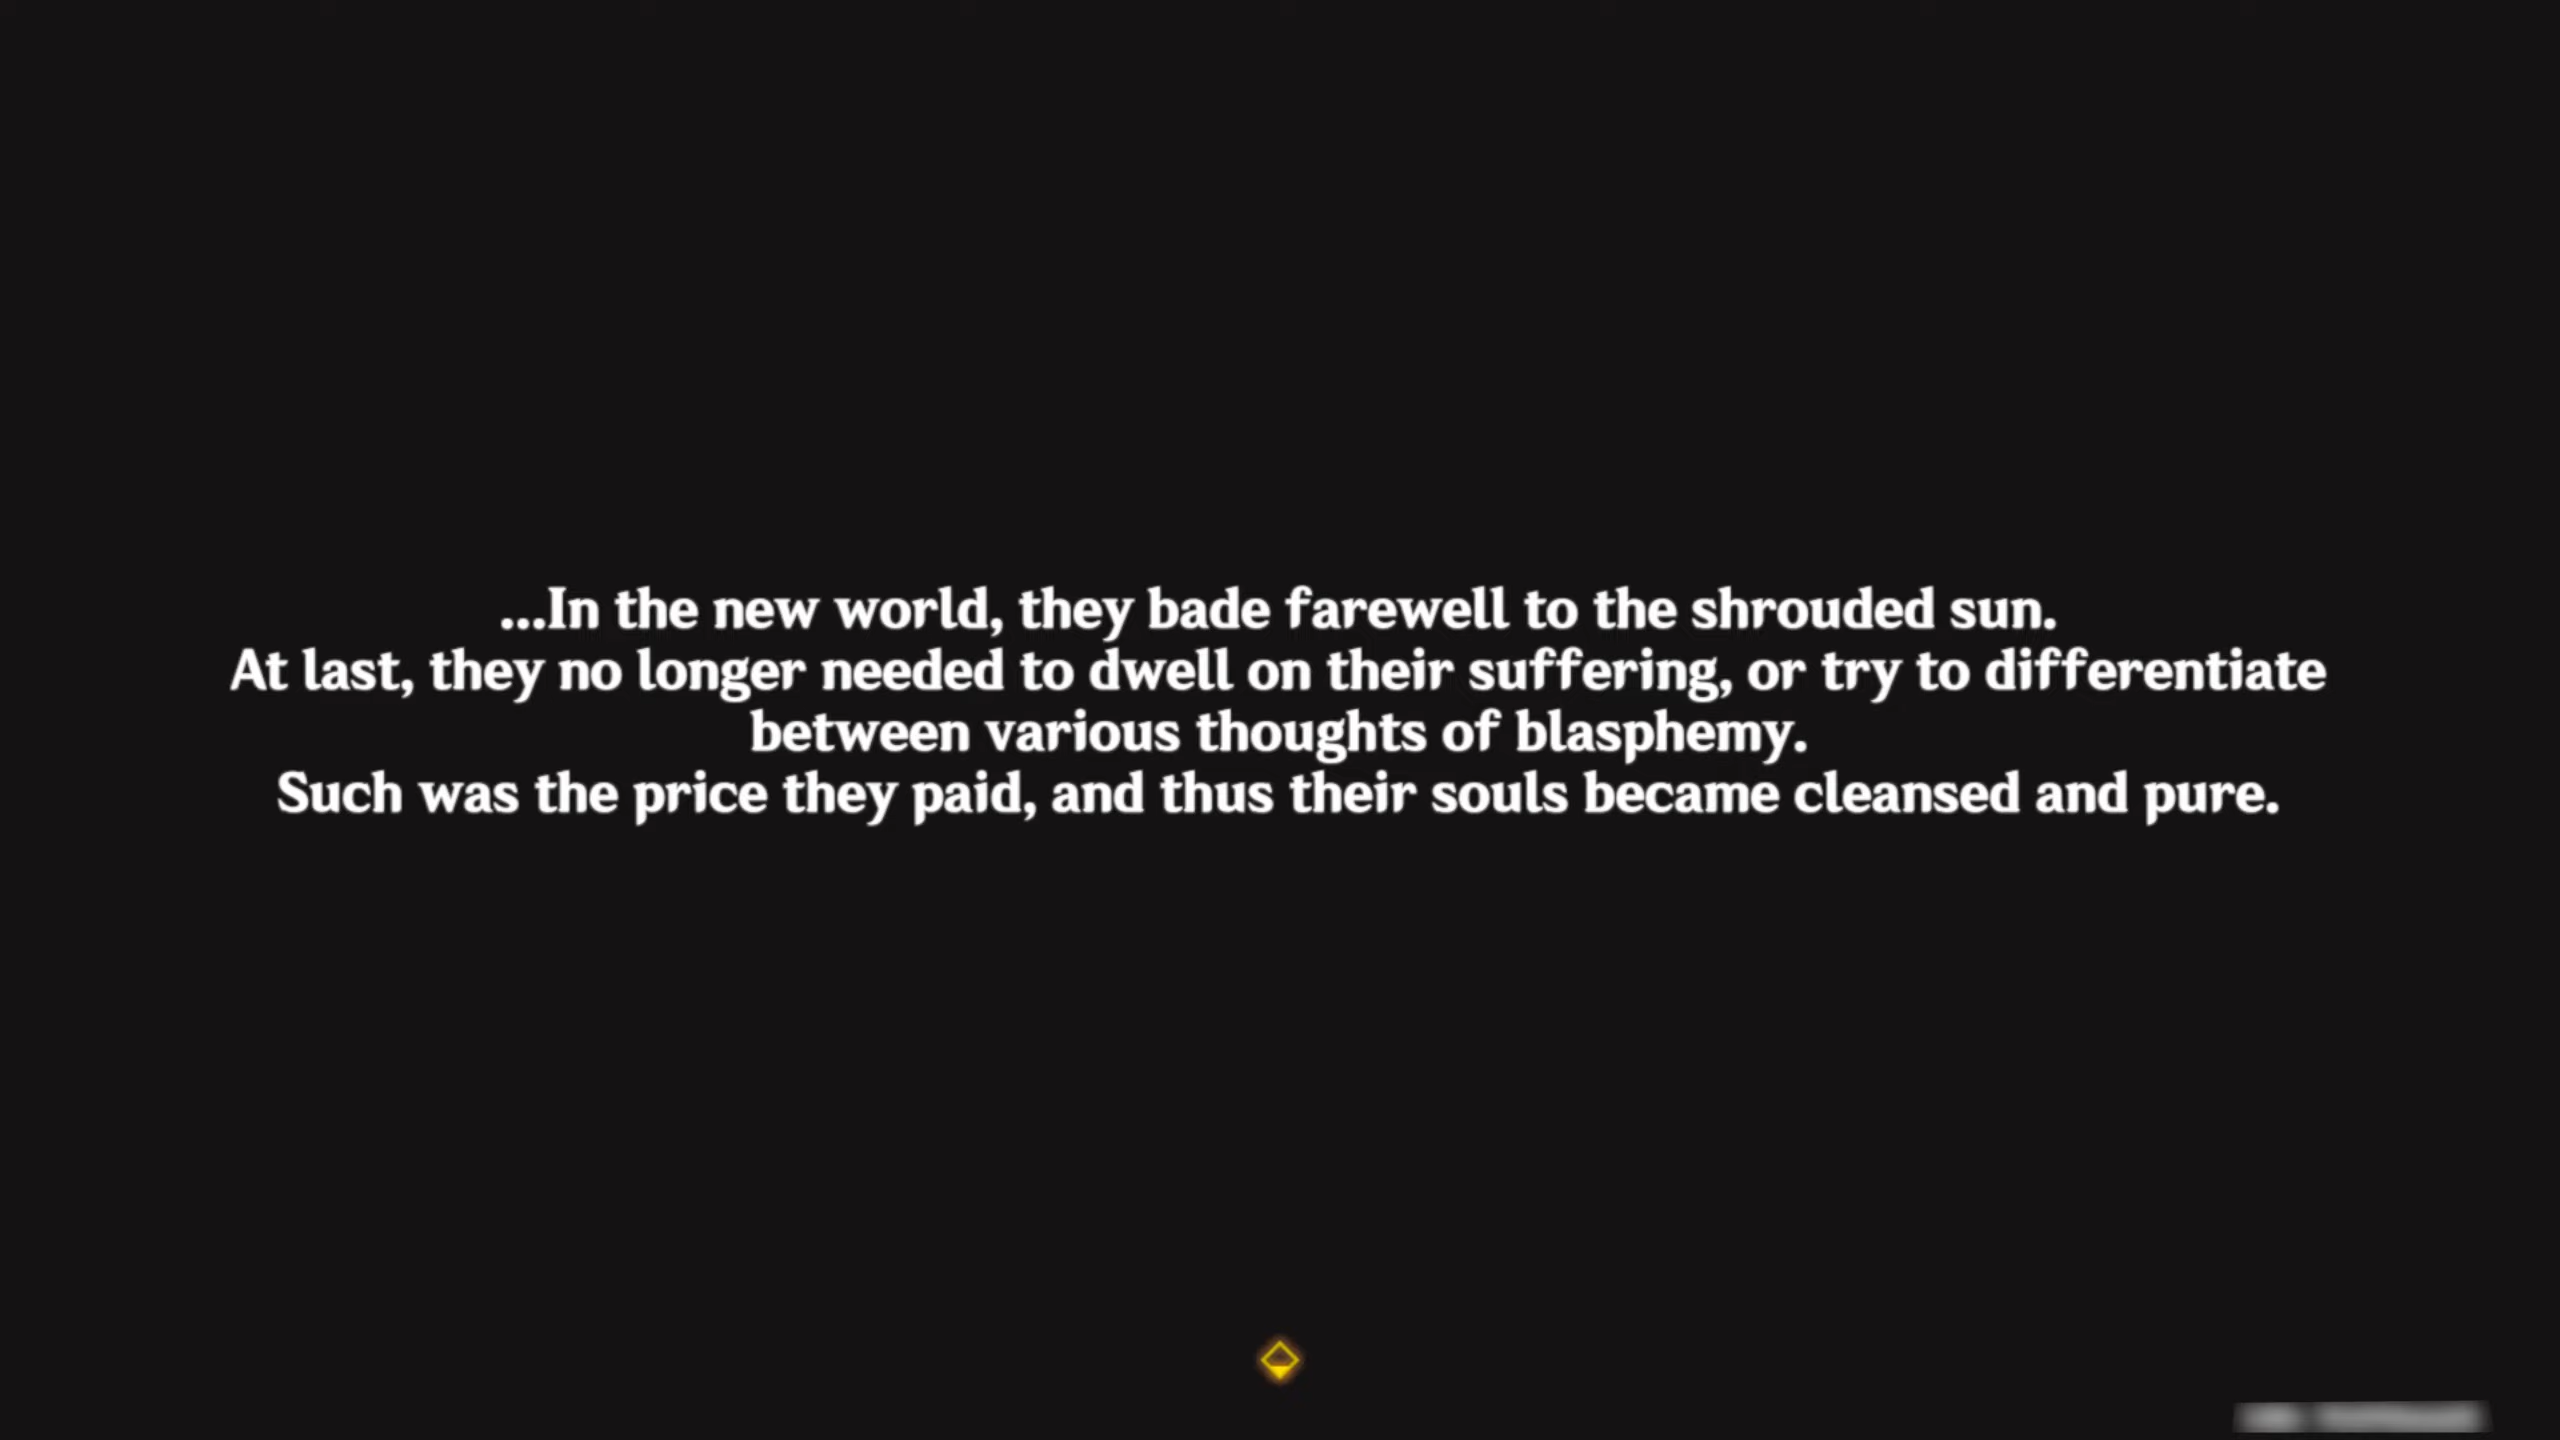 ...In the new world, they bade farewell to the shrouded sun.
At last, they no longer needed to dwell on their suffering, or try to differentiate
between various thoughts of blasphemy.
Such was the price they paid, and thus their souls became cleansed and pure.